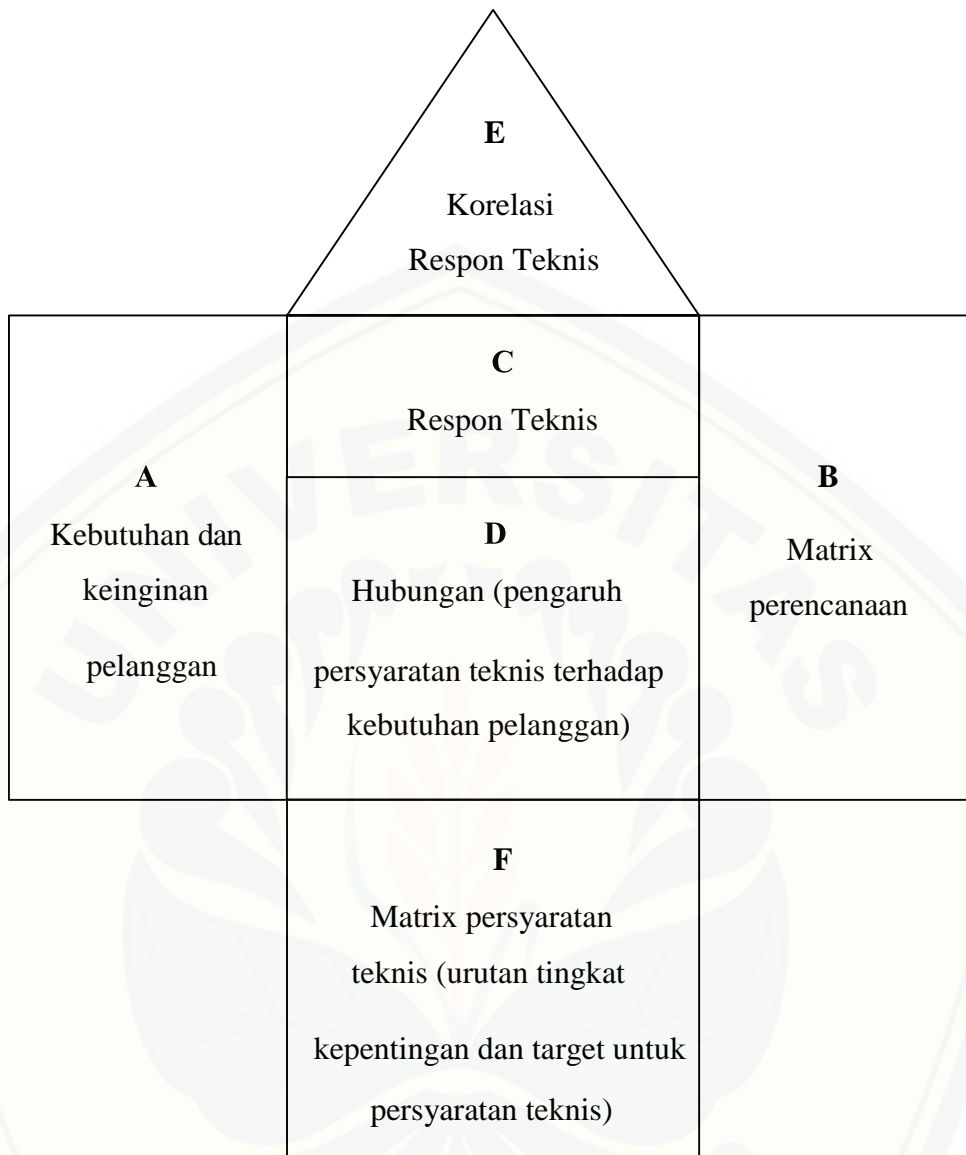 E
Korelasi
Respon Teknis
C
Respon Teknis
A
Kebutuhan dan
keinginan
pelanggan
D
Hubungan (pengaruh
persyaratan teknis terhadap
kebutuhan pelanggan)
B
Matrix
perencanaan
F
Matrix persyaratan
teknis (urutan tingkat
kepentingan dan target untuk
persyaratan teknis)
UNIVERSITAS